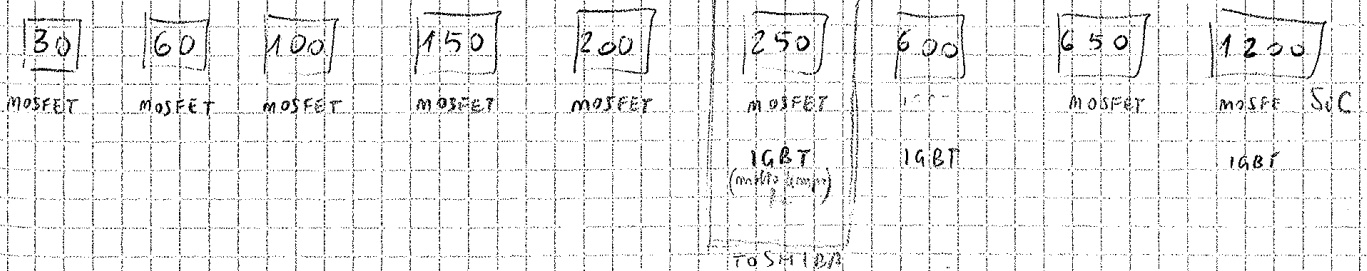 30 60 100 150 200 250 600 650 1200
MOSFET MOSFET MOSFET MOSFET MOSFET MOSFET MOSFET MOSFE SiC
IGBT IGBT IGBT
TOSHIBA